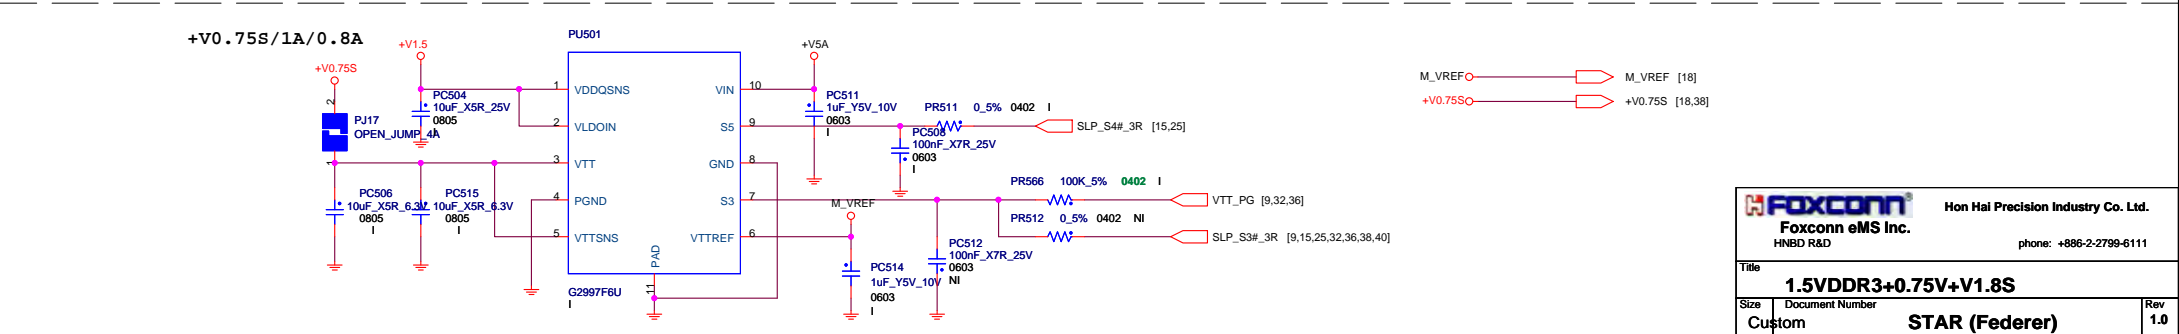 +V0.75S/1A/0.8A
+V0.75S
2
PJ17
OPEN_JUMP_4A
1
+V1.5
PC504
10uF_X5R_25V
0805
I
PC506
10uF_X5R_6.3V
0805
I
PC515
10uF_X5R_6.3V
0805
I
PU501
1 VDDQSNS
2 VLDOIN
3 VTT
4 PGND
5 VTTSNS
VIN 10
S5 9
GND 8
S3 7
VTTREF 6
PAD
11
G2997F6U
I
+V5A
PC511
1uF_Y5V_10V
0603
I
PR511 0_5% 0402 I
SLP_S4#_3R [15,25]
PC508
100nF_X7R_25V
0603
I
PR566 100K_5% 0402 I
VTT_PG [9,32,36]
M_VREF
PR512 0_5% 0402 NI
SLP_S3#_3R [9,15,25,32,36,38,40]
PC512
100nF_X7R_25V
0603
NI
PC514
1uF_Y5V_10V
0603
I
M_VREF M_VREF [18]
+V0.75S +V0.75S [18,38]
FOXCONN®
Hon Hai Precision Industry Co. Ltd.
Foxconn eMS Inc.
HNBD R&D
phone: +886-2-2799-6111
Title
1.5VDDR3+0.75V+V1.8S
Size Document Number Rev
Custom STAR (Federer) 1.0